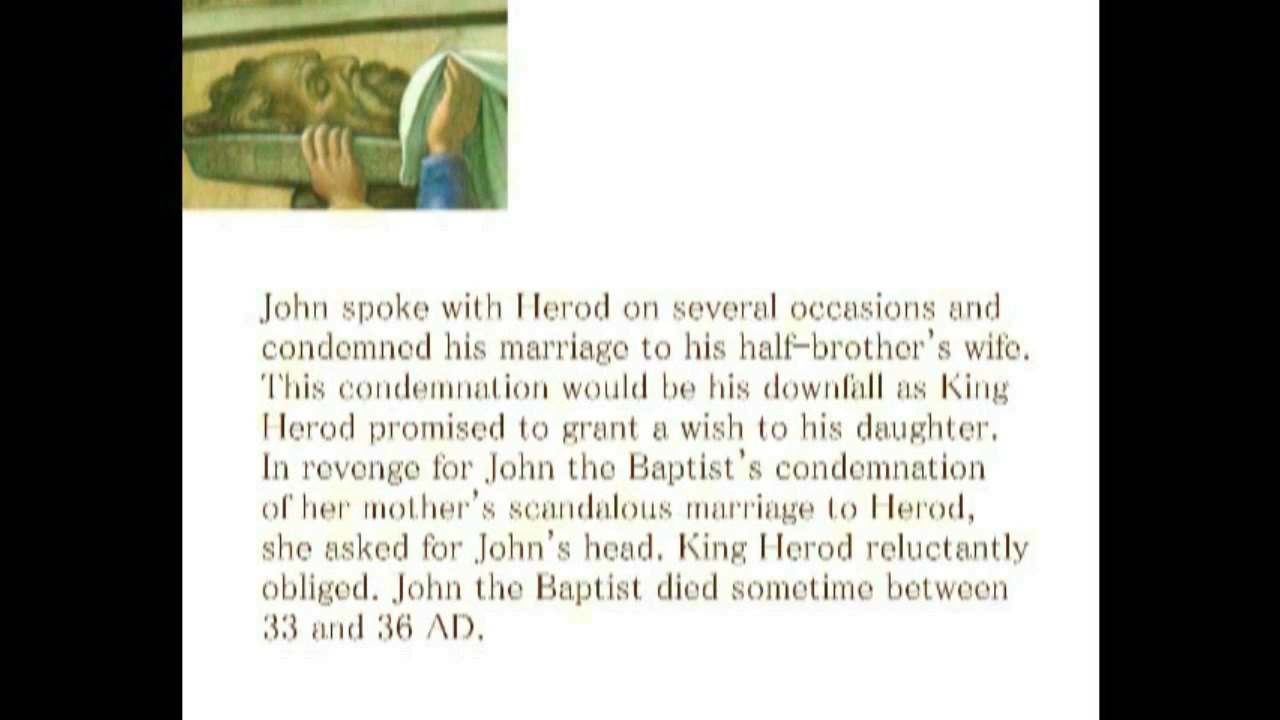 John spoke with Herod on several occasions and
condemned his marriage to his half-brother's wife.
This condemnation would be his downfall as King
Herod promised to grant a wish to his daughter.
In revenge for John the Baptist's condemnation
of her mother's scandalous marriage to Herod,
she asked for John's head. King Herod reluctantly
obliged. John the Baptist died sometime between
33 and 36 AD.